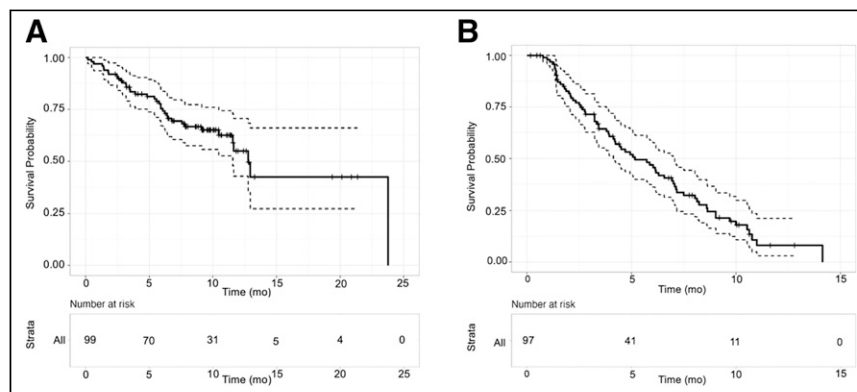 A
1.00
0.75
0.50
0.25
0.00
Survival Probability
0 5 10 15 20 25
Time (mo)
Number at risk
Strata
All 99 70 31 5 4 0
0 5 10 15 20 25
Time (mo)
B
1.00
0.75
0.50
0.25
0.00
Survival Probability
0 5 10 15
Time (mo)
Number at risk
Strata
All 97 41 11 0
0 5 10 15
Time (mo)